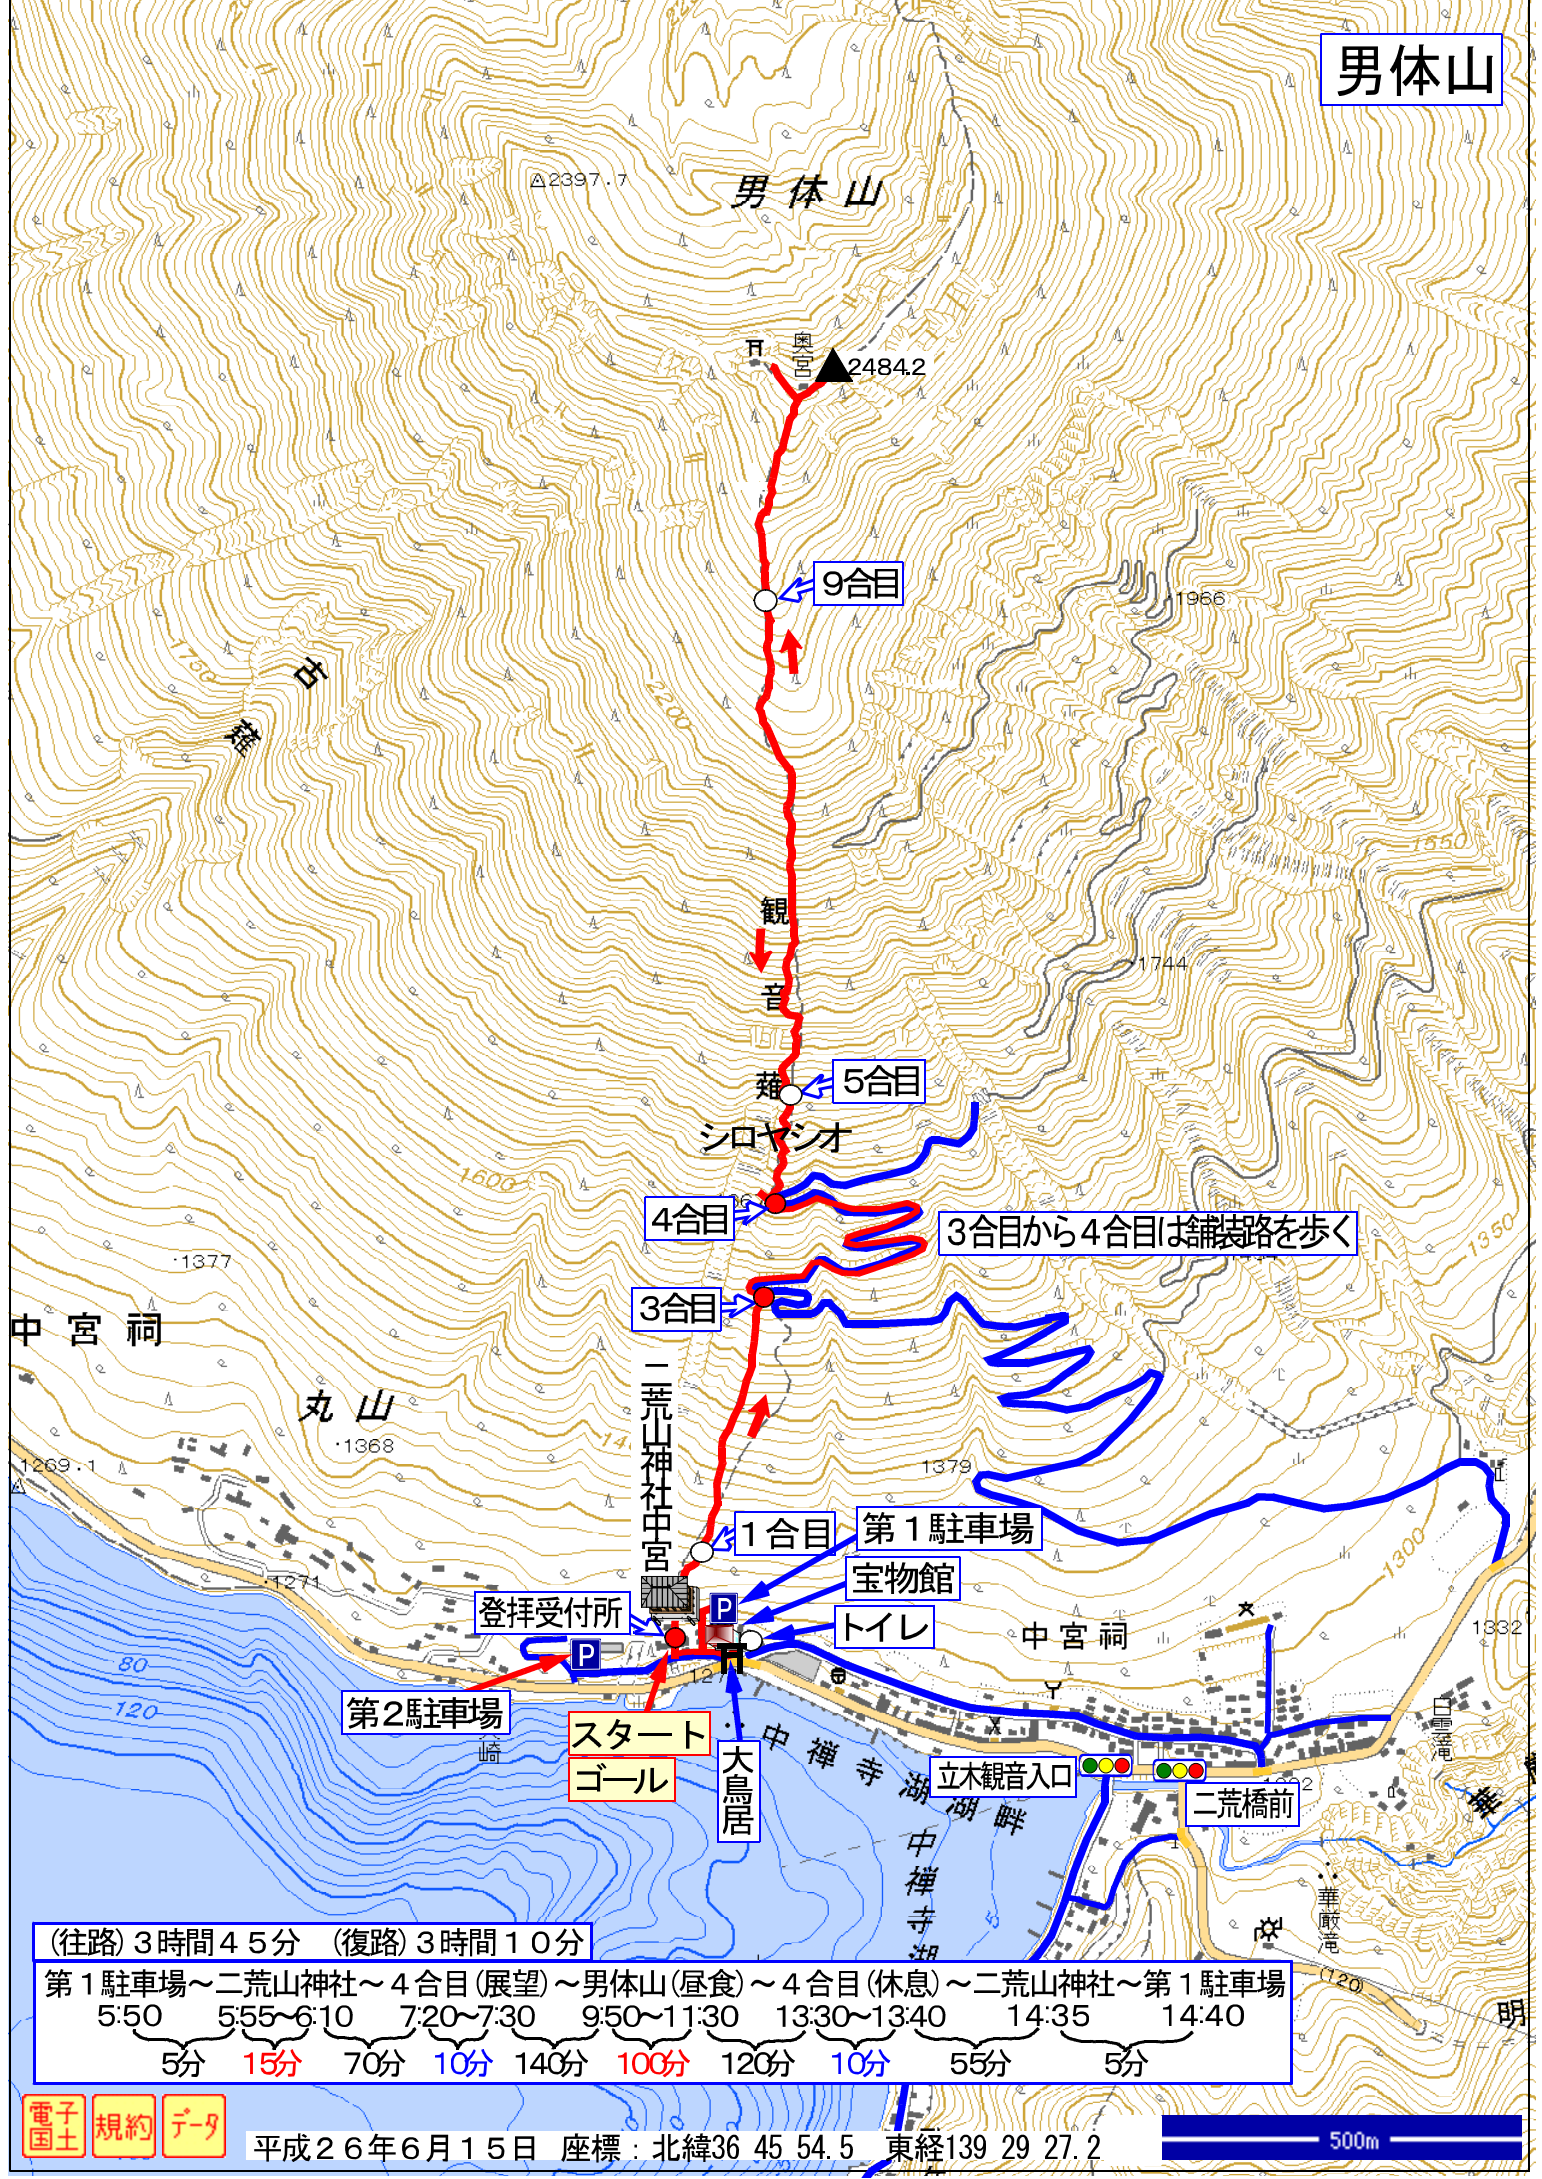 男体山
2397.7
男体山
奥宮
2484.2
9合目
1966
1750
古薙
2200
1550
観音薙
1744
5合目
シロヤシオ
1600
4合目
3合目から4合目は舗装路を歩く
1350
1377
3合目
中宮祠
二荒山神社中宮
丸山
1368
1379
1269.1
1合目
第1駐車場
1300
1271
宝物館
登拝受付所
トイレ
中宮祠
1332
P
P
80
120
第2駐車場
スタート
ゴール
大鳥居
中禅寺湖湖畔
白雲滝
立木観音入口
二荒橋前
中禅寺湖
華厳滝
5
(120)
明
(往路)3時間45分 (復路)3時間10分
第1駐車場～二荒山神社～4合目(展望)～男体山(昼食)～4合目(休息)～二荒山神社～第1駐車場
5:50 5:55～6:10 7:20～7:30 9:50～11:30 13:30～13:40 14:35 14:40
5分 15分 70分 10分 140分 100分 120分 10分 55分 5分
電子国土 規約 データ
平成26年6月15日 座標：北緯36 45 54.5 東経139 29 27.2
500m